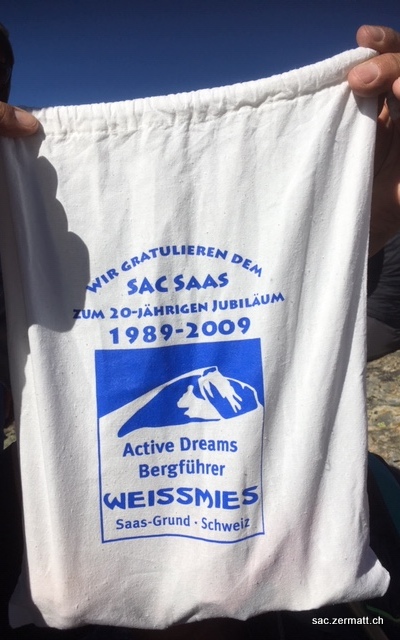 WIR GRATULIEREN DEM
SAC SAAS
ZUM 20-JÄHRIGEN JUBILÄUM
1989-2009
Active Dreams
Bergführer
WEISSMIES
Saas-Grund · Schweiz
sac.zermatt.ch